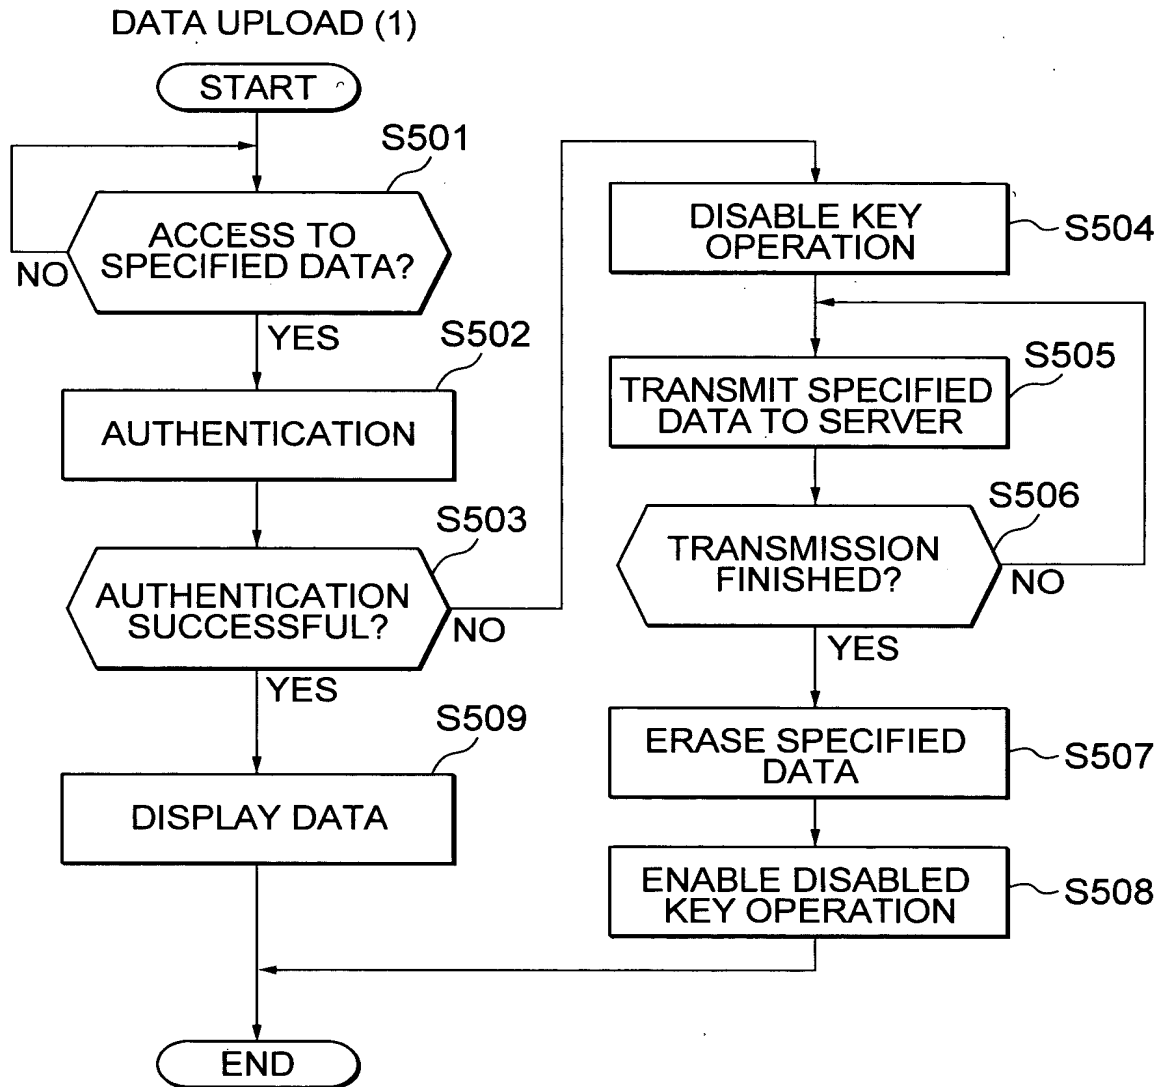 DATA UPLOAD (1)
START
S501
ACCESS TO
SPECIFIED DATA?
NO
YES
S502
AUTHENTICATION
S503
AUTHENTICATION
SUCCESSFUL?
NO
YES
S509
DISPLAY DATA
DISABLE KEY
OPERATION
S504
S505
TRANSMIT SPECIFIED
DATA TO SERVER
S506
TRANSMISSION
FINISHED?
NO
YES
ERASE SPECIFIED
DATA
S507
ENABLE DISABLED
KEY OPERATION
S508
END